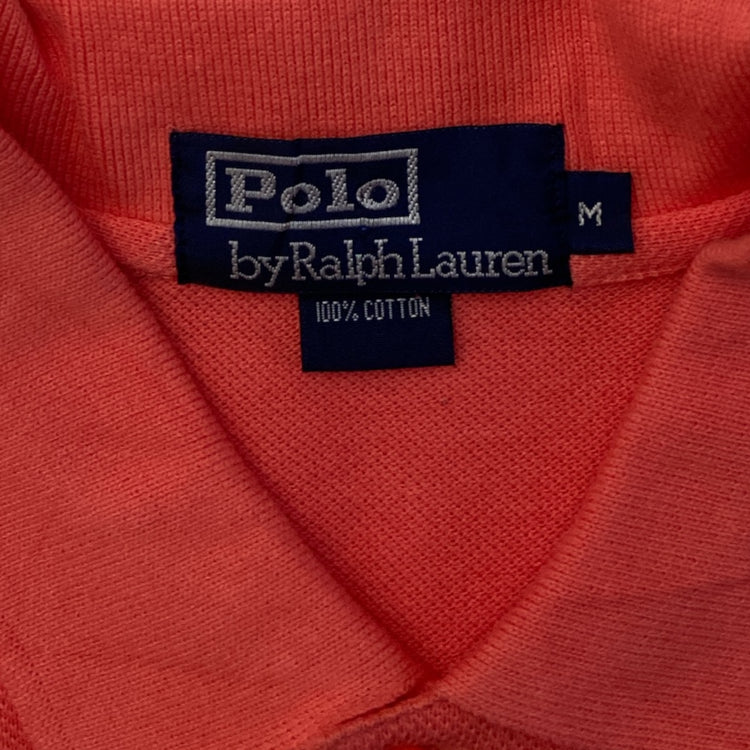 Polo
by Ralph Lauren
M
100% COTTON